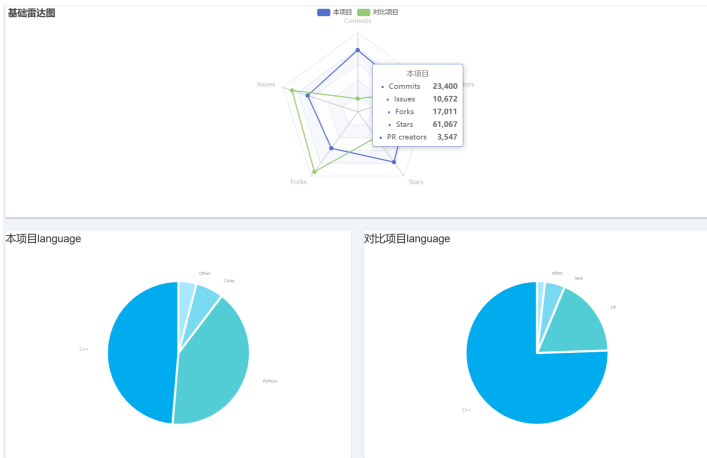 基础雷达图
本项目 对比项目
Commits
Issues
tors
本项目
Commits 23,400
Issues 10,672
Forks 17,011
Stars 61,067
PR creators 3,547
Forks
Stars
本项目language
对比项目language
Other
Cuba
Python
C++
other
Java
C#
C++